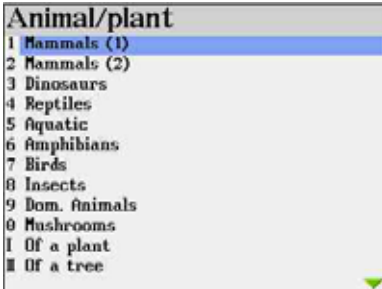 Animal/plant
1 Mammals (1)
2 Mammals (2)
3 Dinosaurs
4 Reptiles
5 Aquatic
6 Amphibians
7 Birds
8 Insects
9 Dom. Animals
0 Mushrooms
I Of a plant
II Of a tree